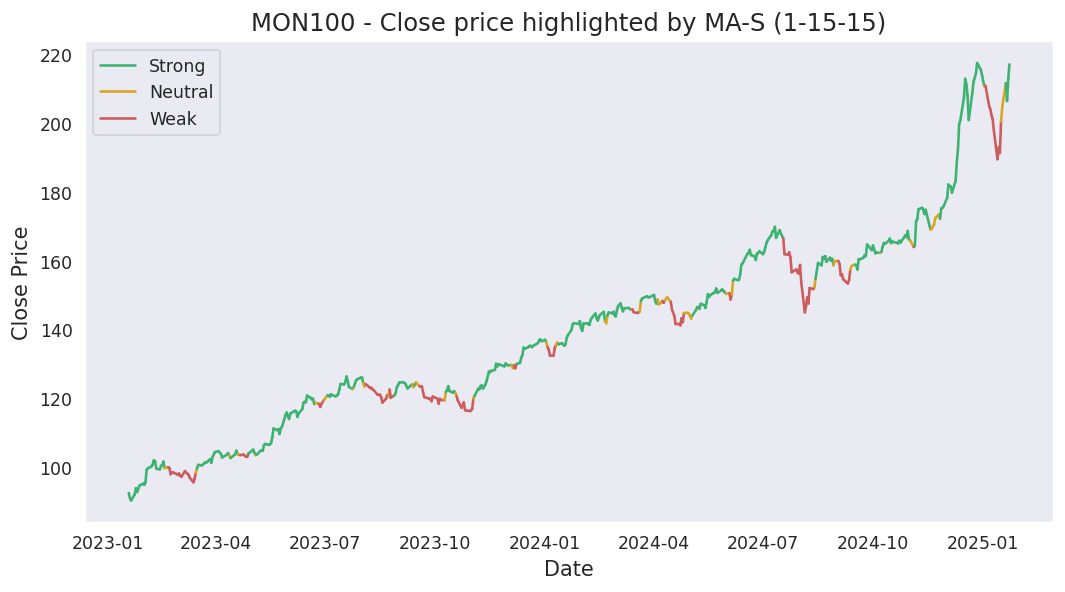 MON100 - Close price highlighted by MA-S (1-15-15)
Strong
Neutral
Weak
Close Price
220
200
180
160
140
120
100
2023-01 2023-04 2023-07 2023-10 2024-01 2024-04 2024-07 2024-10 2025-01
Date